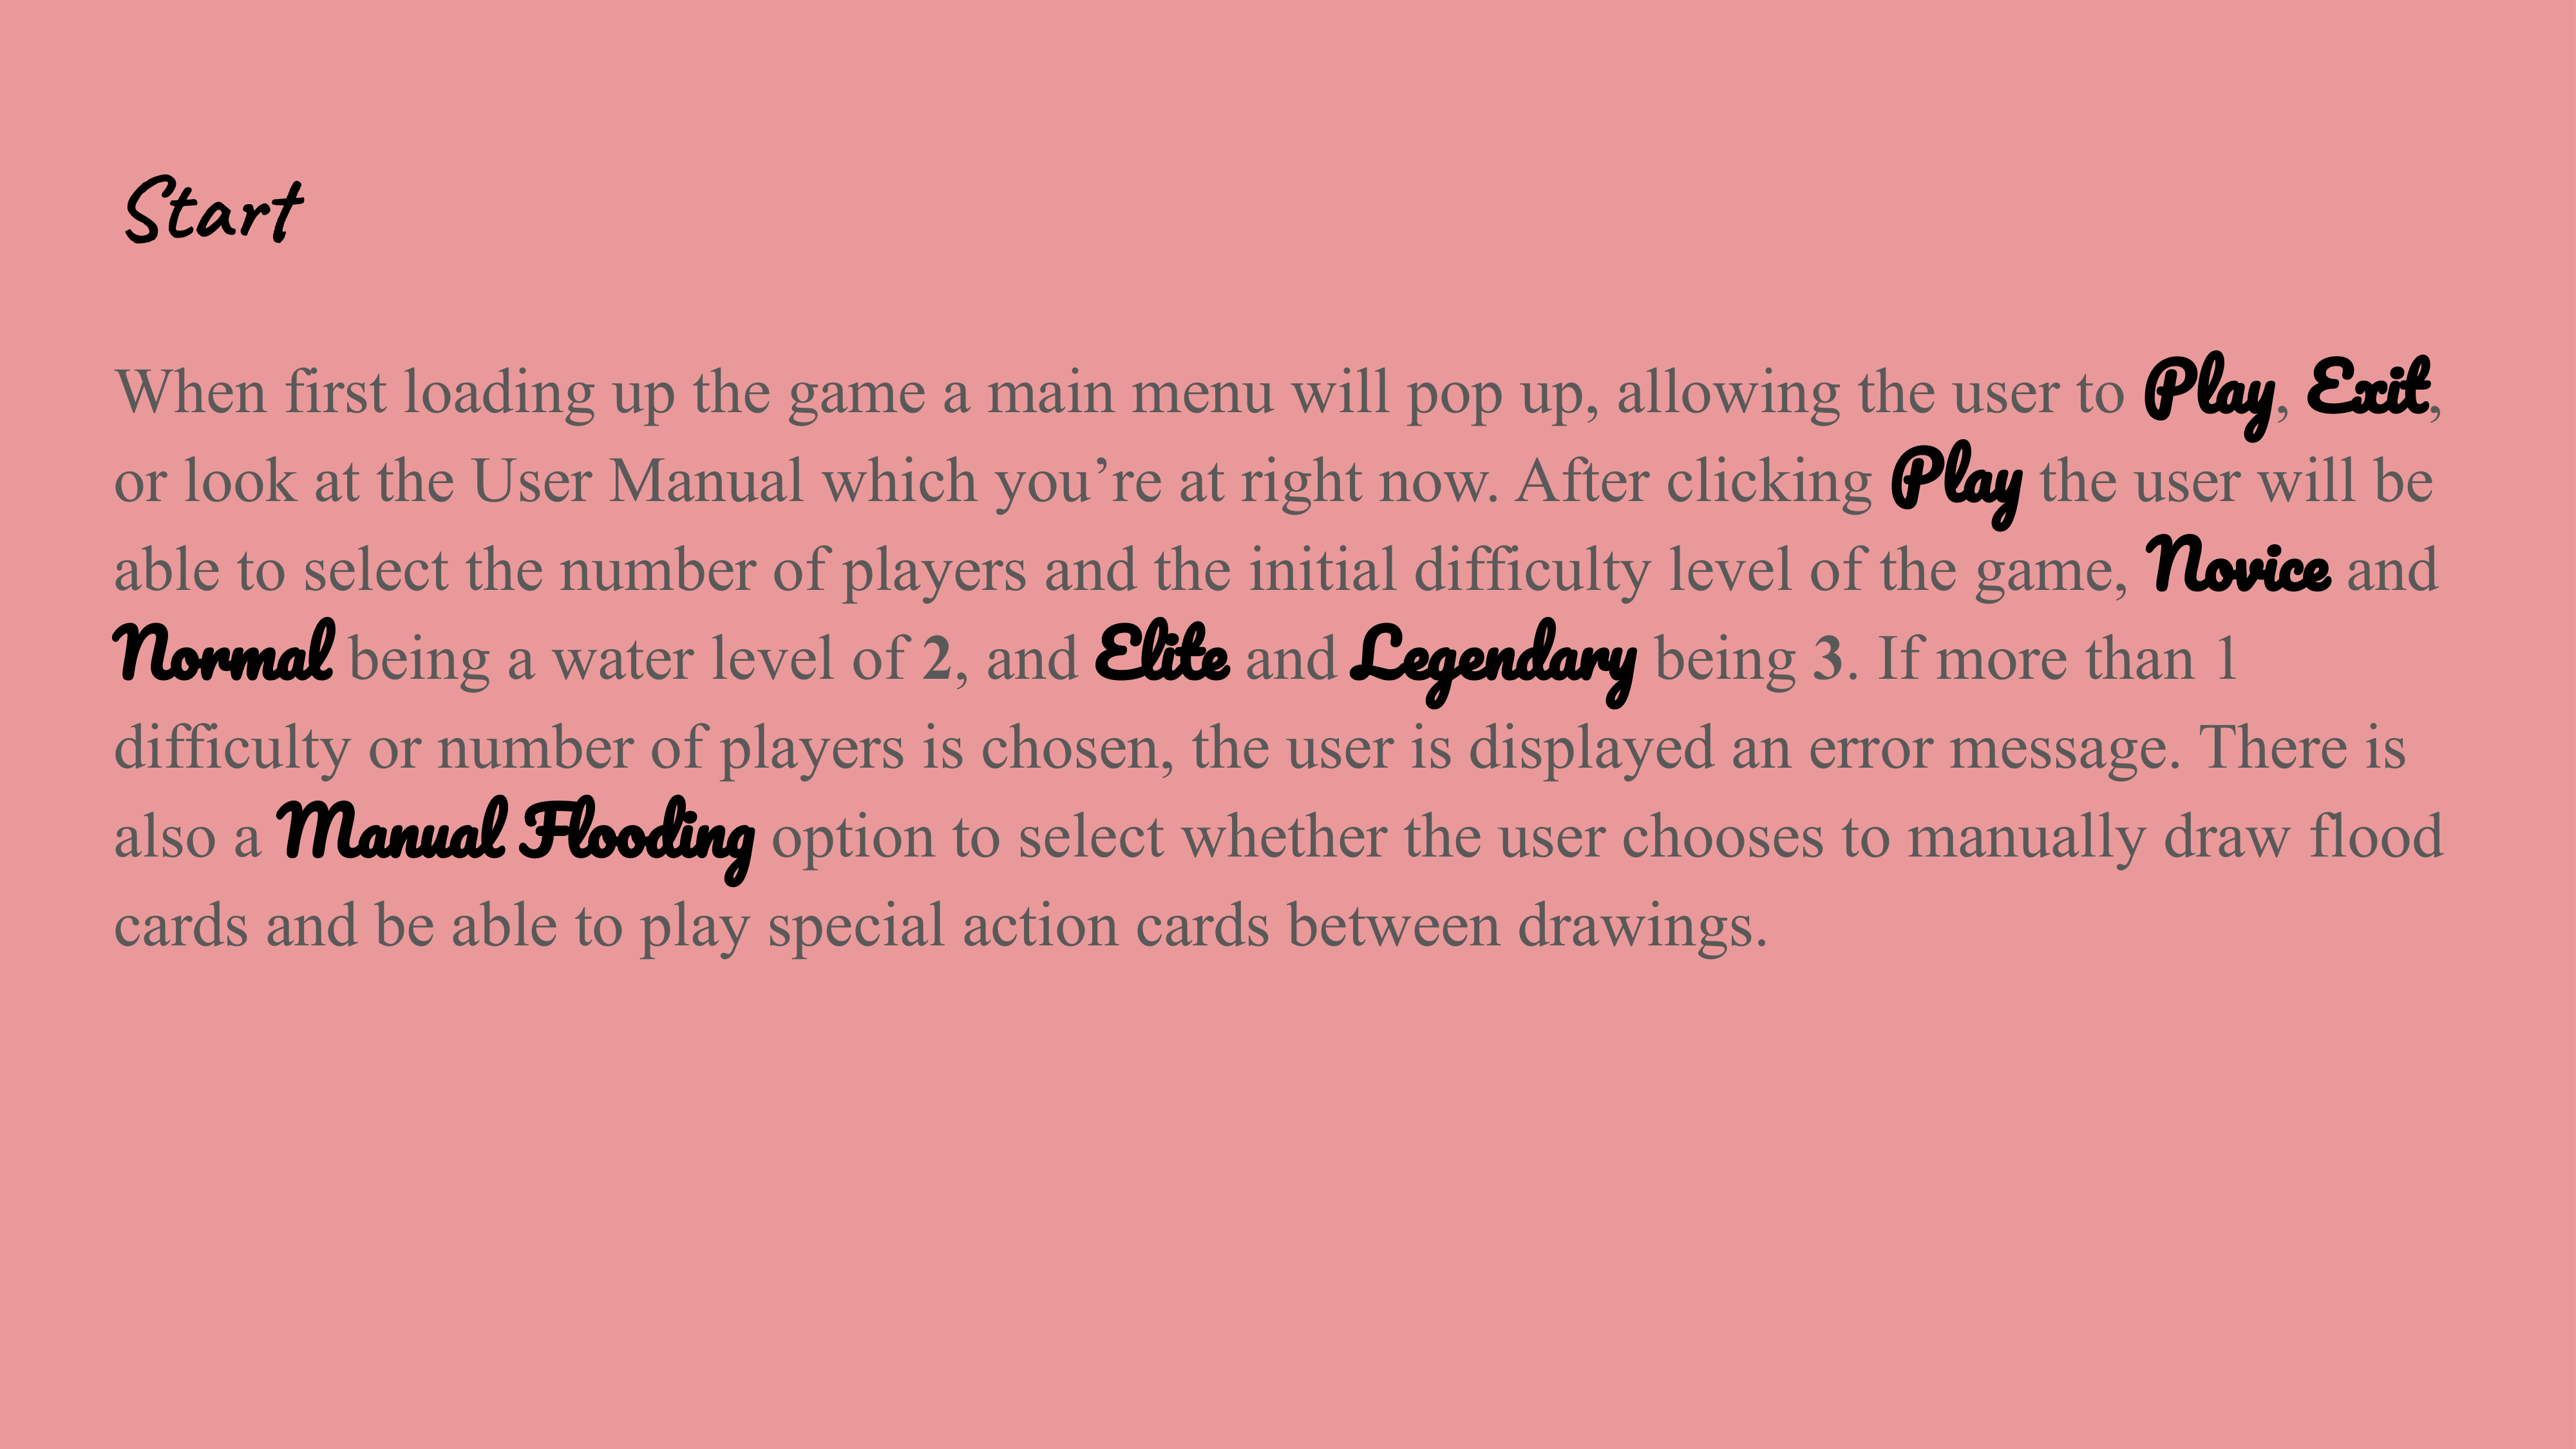 Start
When first loading up the game a main menu will pop up, allowing the user to Play, Exit,
or look at the User Manual which you’re at right now. After clicking Play the user will be
able to select the number of players and the initial difficulty level of the game, Novice and
Normal being a water level of 2, and Elite and Legendary being 3. If more than 1
difficulty or number of players is chosen, the user is displayed an error message. There is
also a Manual Flooding option to select whether the user chooses to manually draw flood
cards and be able to play special action cards between drawings.